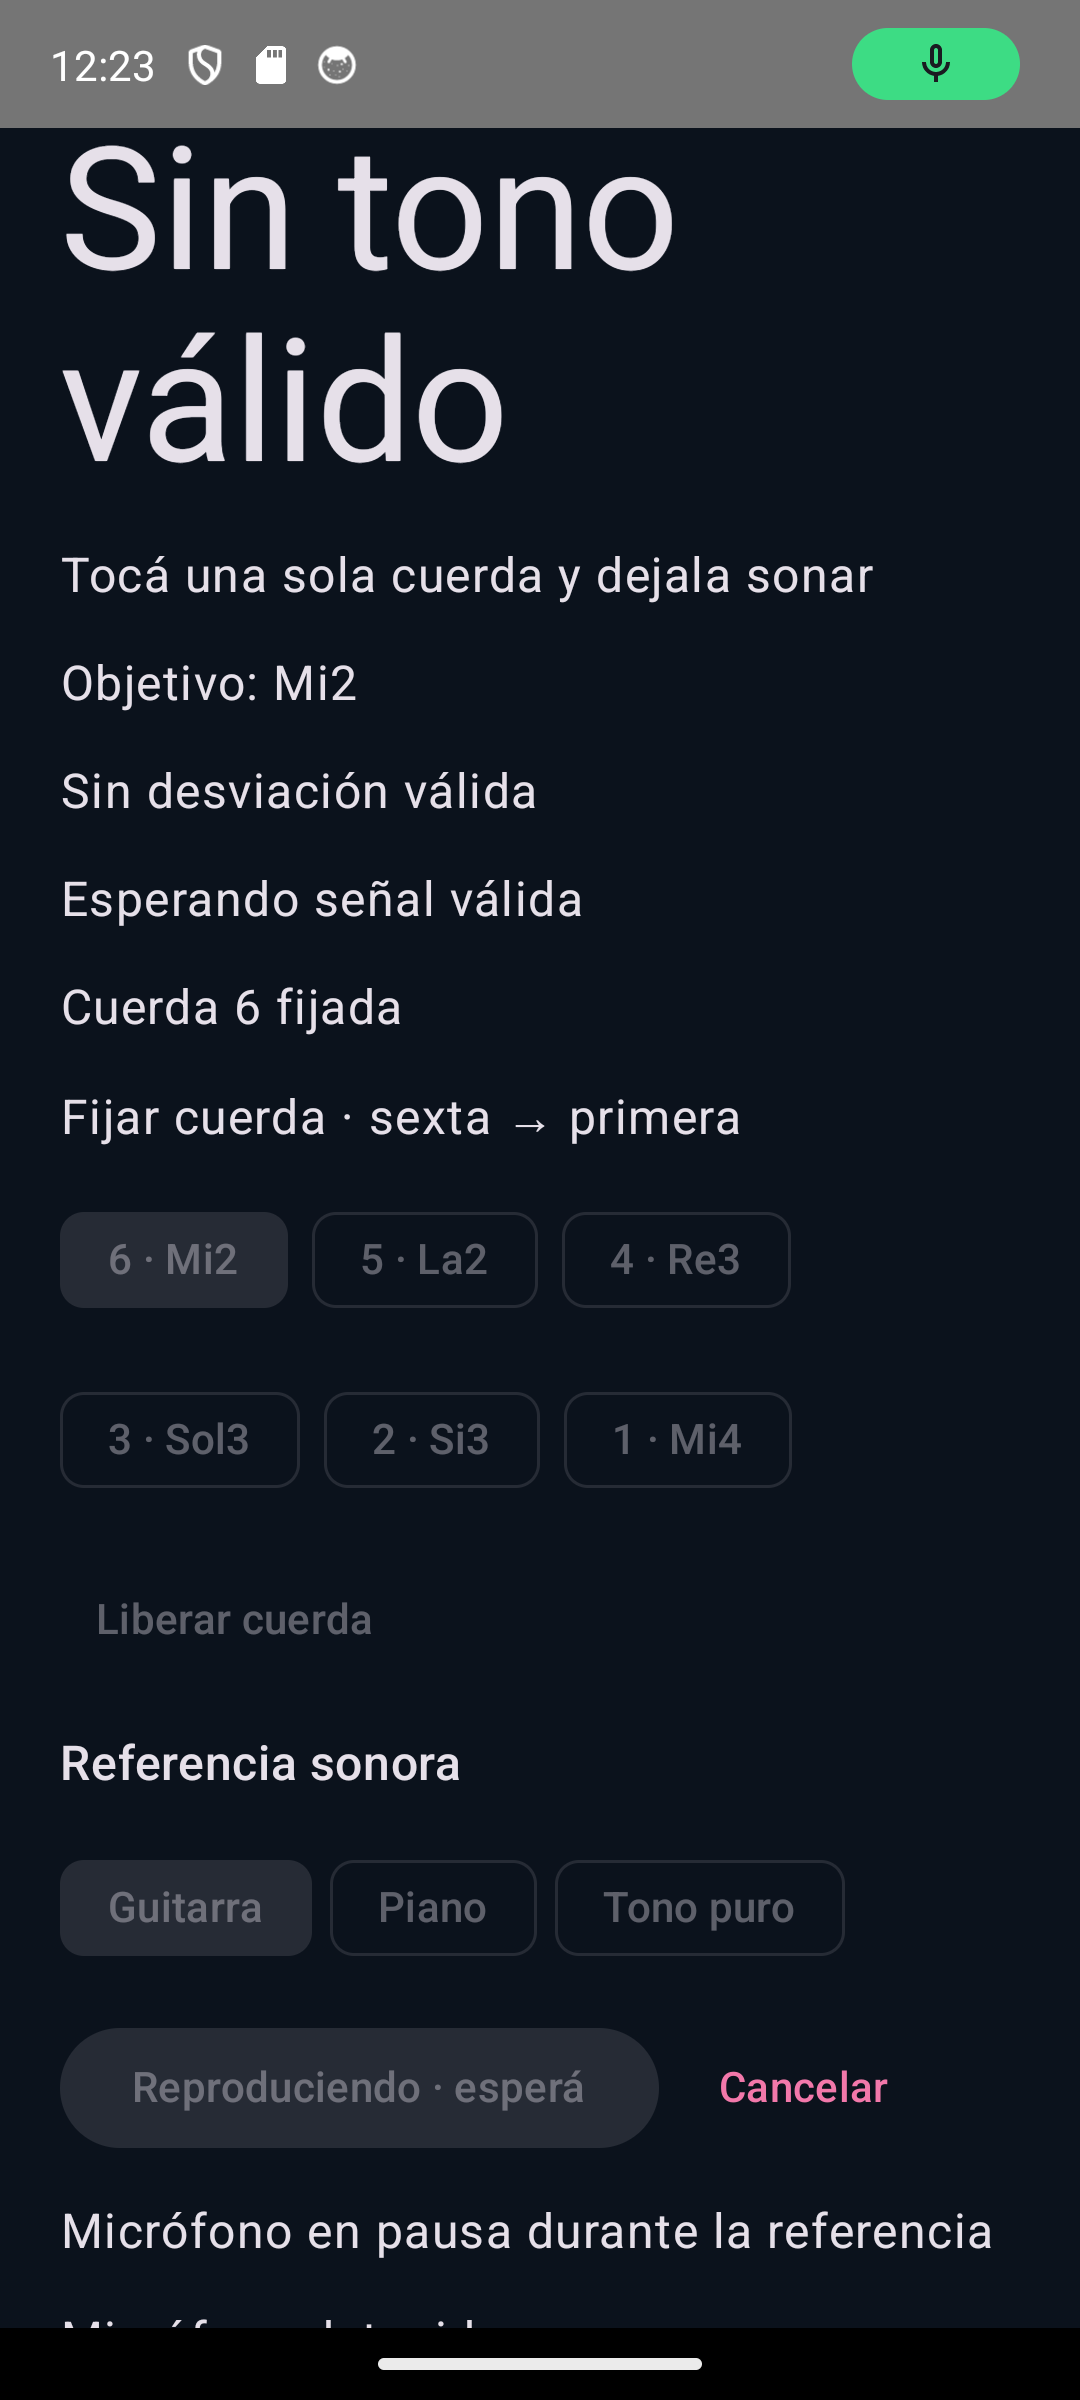 12:23
Sin tono
válido
Tocá una sola cuerda y dejala sonar
Objetivo: Mi2
Sin desviación válida
Esperando señal válida
Cuerda 6 fijada
Fijar cuerda · sexta → primera
6 · Mi2
5 · La2
4 · Re3
3 · Sol3
2 · Si3
1 · Mi4
Liberar cuerda
Referencia sonora
Guitarra
Piano
Tono puro
Reproduciendo · esperá
Cancelar
Micrófono en pausa durante la referencia